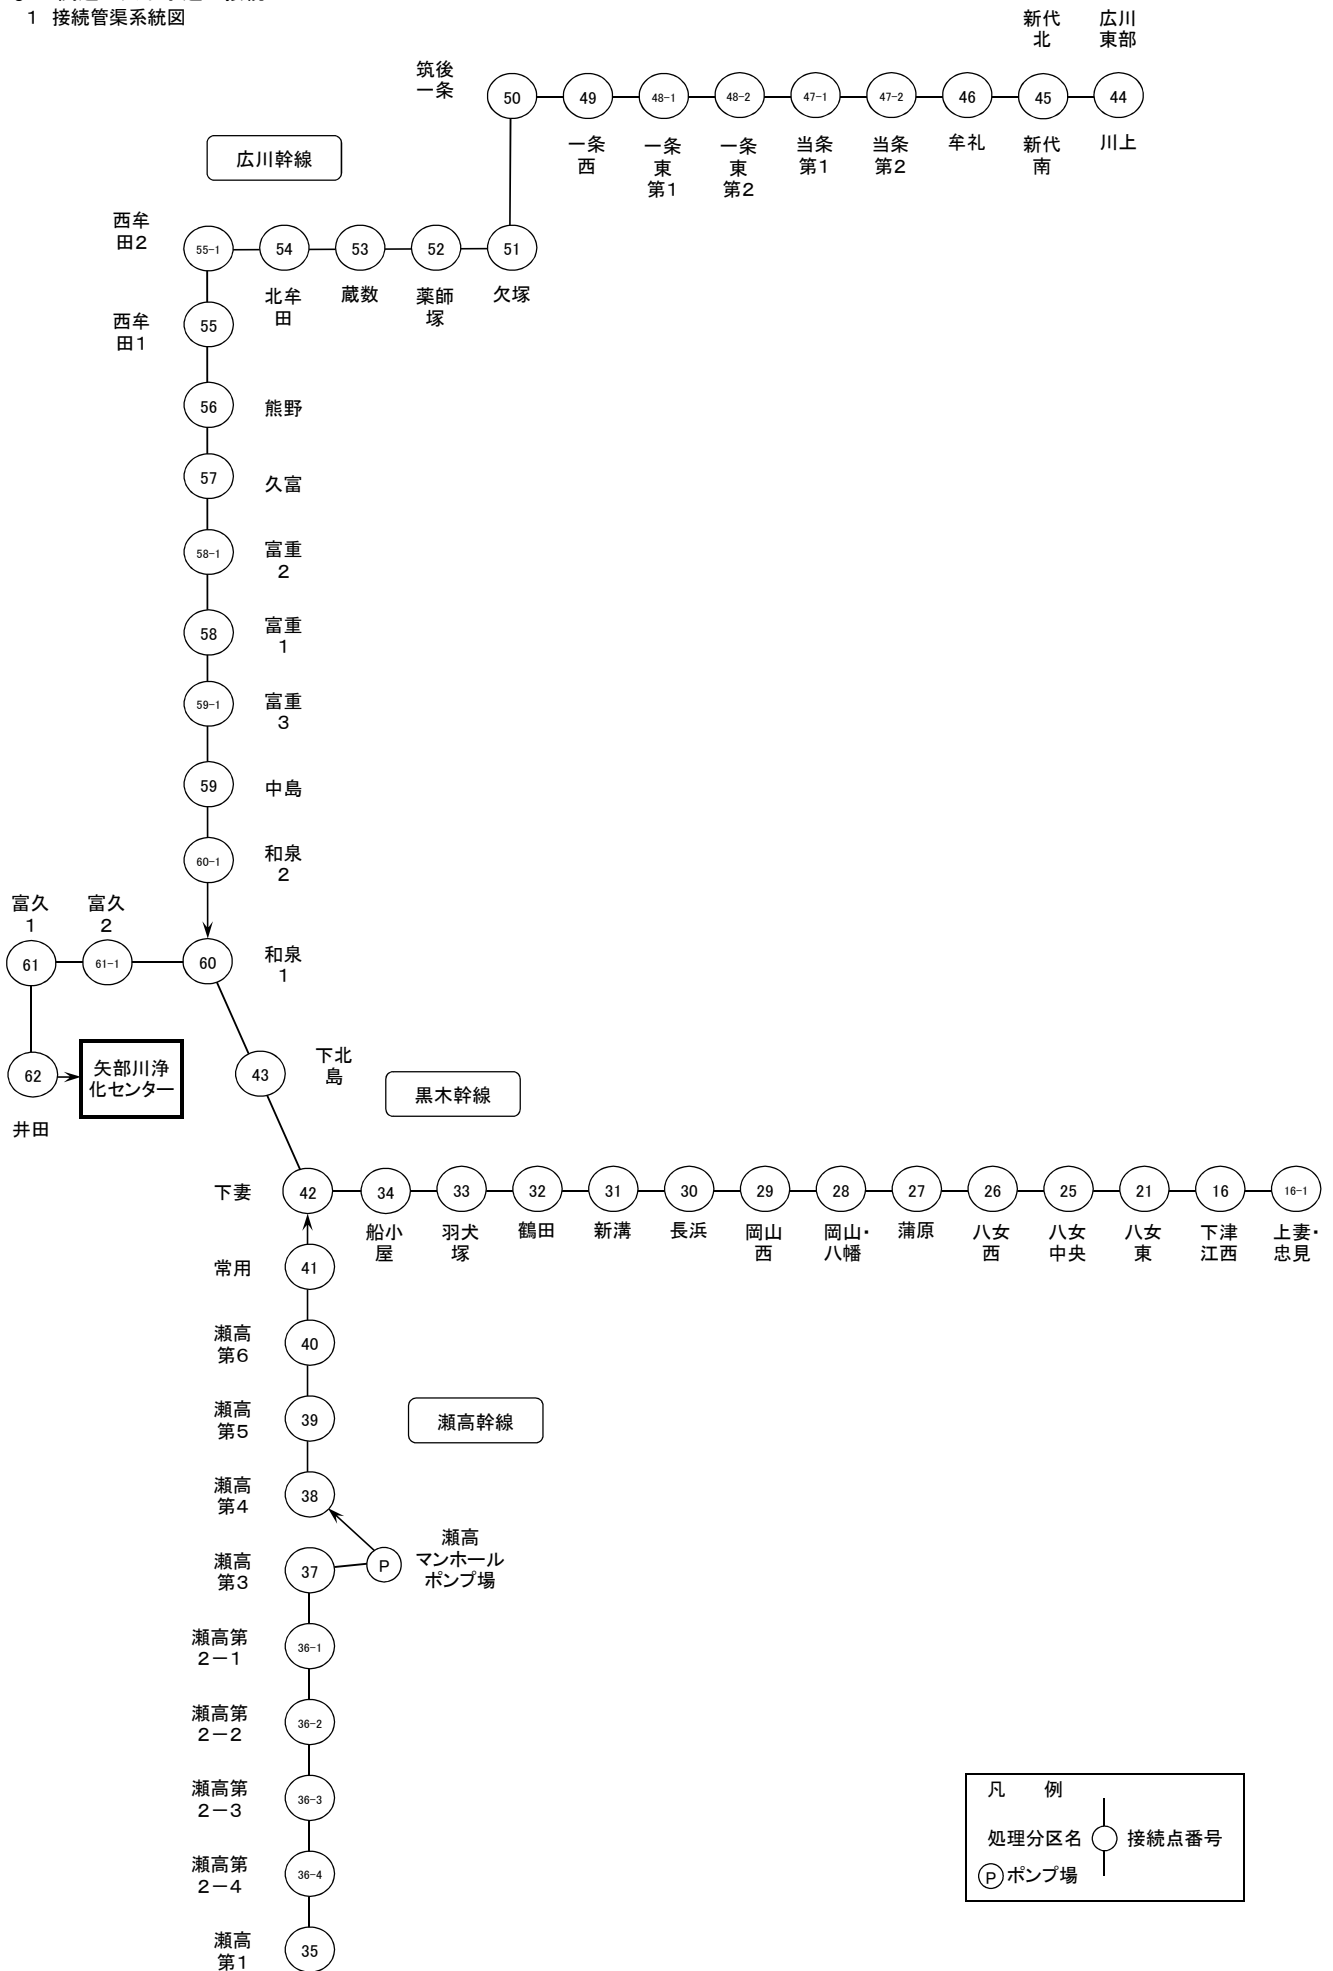 1 接続管渠系統図
新代
北
広川
東部
筑後
一条
50
49
48-1
48-2
47-1
47-2
46
45
44
一条
西
一条
東
第1
一条
東
第2
当条
第1
当条
第2
牟礼
新代
南
川上
広川幹線
西牟
田2
55-1
54
53
52
51
北牟
田
蔵数
薬師
塚
欠塚
西牟
田1
55
56
熊野
57
久富
58-1
富重
2
58
富重
1
59-1
富重
3
59
中島
60-1
和泉
2
富久
1
富久
2
61
61-1
60
和泉
1
62
矢部川浄
化センター
井田
43
下北
島
黒木幹線
下妻
42
34
33
32
31
30
29
28
27
26
25
21
16
16-1
船小
屋
羽犬
塚
鶴田
新溝
長浜
岡山
西
岡山・
八幡
蒲原
八女
西
八女
中央
八女
東
下津
江西
上妻・
忠見
常用
41
瀬高
第6
40
瀬高
第5
39
瀬高幹線
瀬高
第4
38
瀬高
第3
37
P
瀬高
マンホール
ポンプ場
瀬高第
2-1
36-1
瀬高第
2-2
36-2
瀬高第
2-3
36-3
瀬高第
2-4
36-4
瀬高
第1
35
凡 例
処理分区名 接続点番号
P ポンプ場